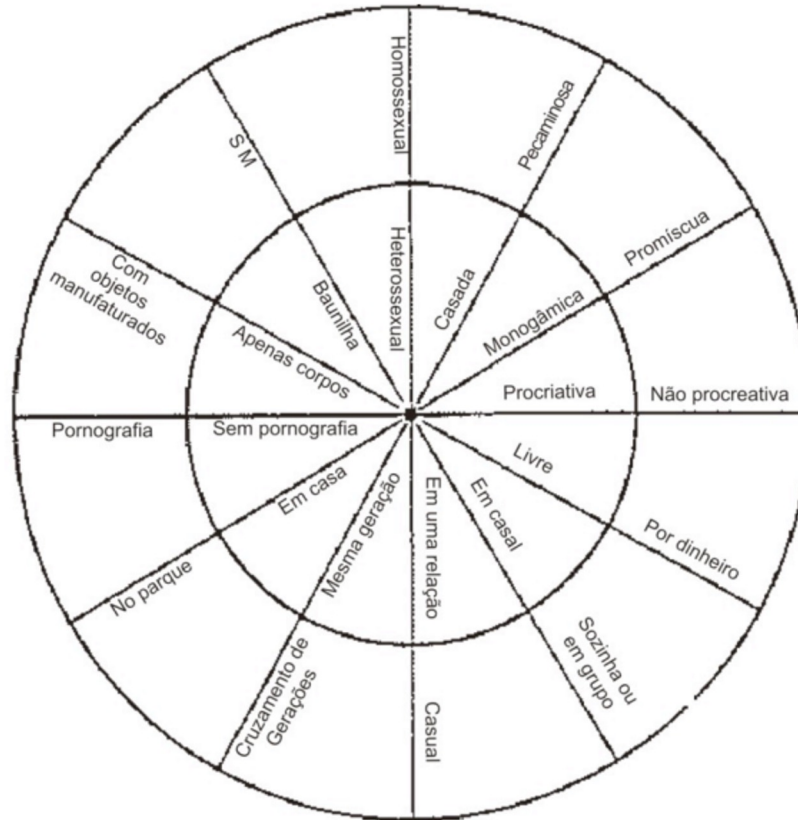 Homossexual
Heterossexual
Pecaminosa
Casada
Promíscua
Monogâmica
Não procreativa
Procriativa
Por dinheiro
Livre
Sozinha ou
em grupo
Em casal
Casual
Em uma relação
Cruzamento de
Gerações
Mesma geração
No parque
Em casa
Pornografia
Sem pornografia
Com
objetos
manufaturados
Apenas corpos
S M
Baunilha